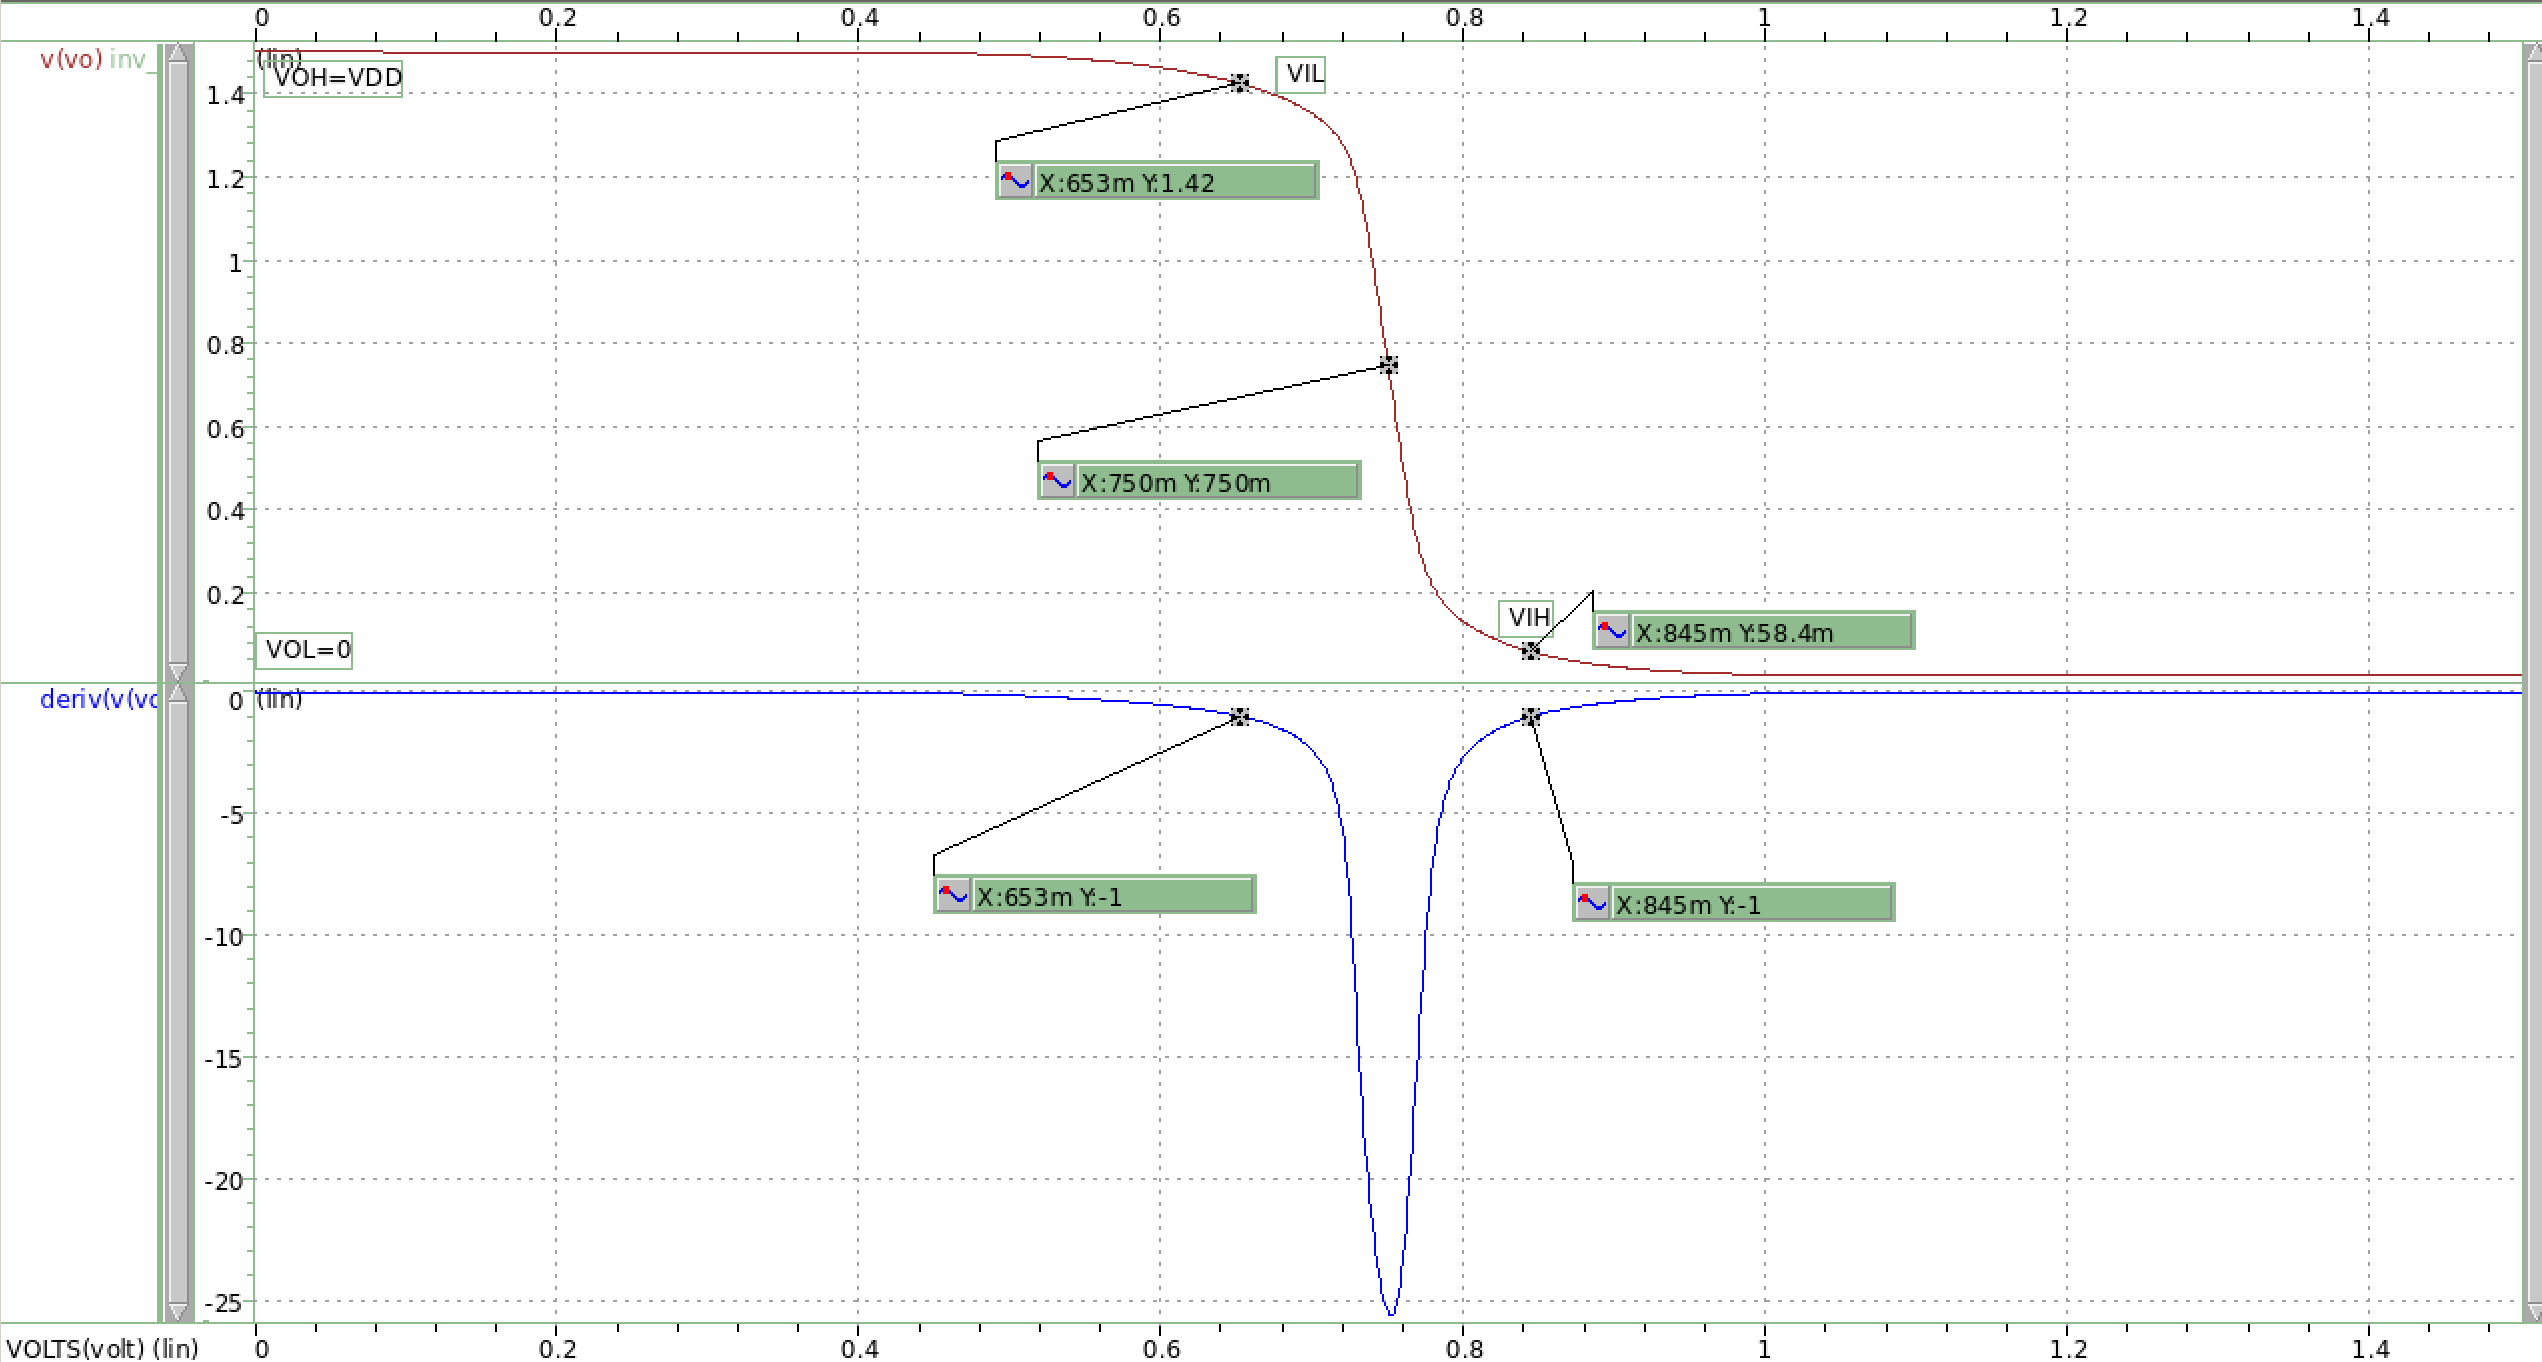 0 0.2 0.4 0.6 0.8 1 1.2 1.4
v(vo) inv_
(lin)
VOH=VDD
VIL
1.4
X:653m Y:1.42
1.2
1
0.8
X:750m Y:750m
0.6
0.4
0.2
VIH
X:845m Y:58.4m
VOL=0
deriv(v(vo
0
(lin)
-5
X:653m Y:-1
X:845m Y:-1
-10
-15
-20
-25
VOLTS(volt) (lin)
0 0.2 0.4 0.6 0.8 1 1.2 1.4